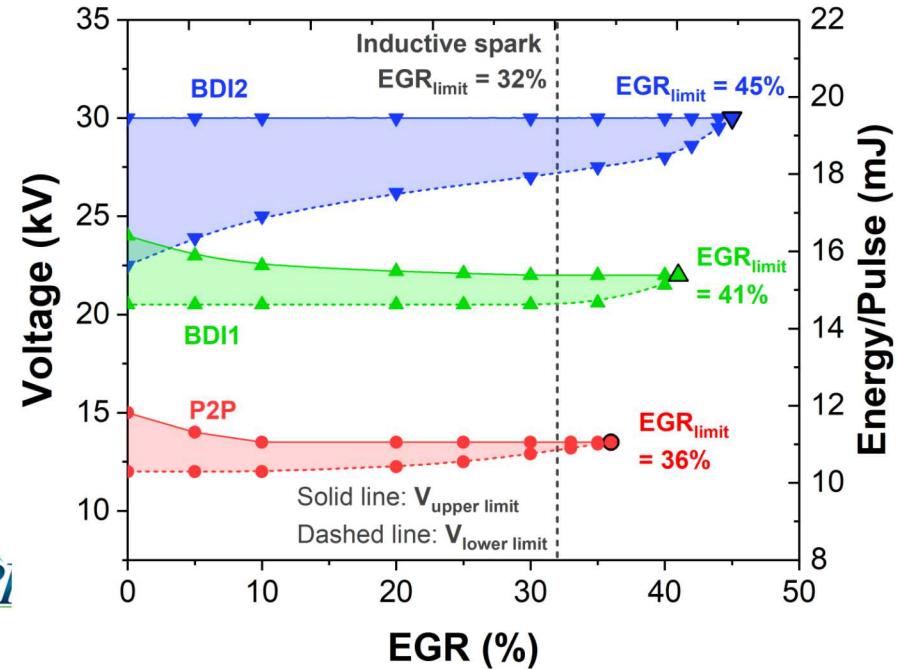 35
30
25
20
15
10
Voltage (kV)
22
20
18
16
14
12
10
8
Energy/Pulse (mJ)
Inductive spark
EGRlimit = 32%
BDI2
EGRlimit = 45%
EGRlimit
= 41%
BDI1
P2P
EGRlimit
= 36%
Solid line: Vupper limit
Dashed line: Vlower limit
0 10 20 30 40 50
EGR (%)